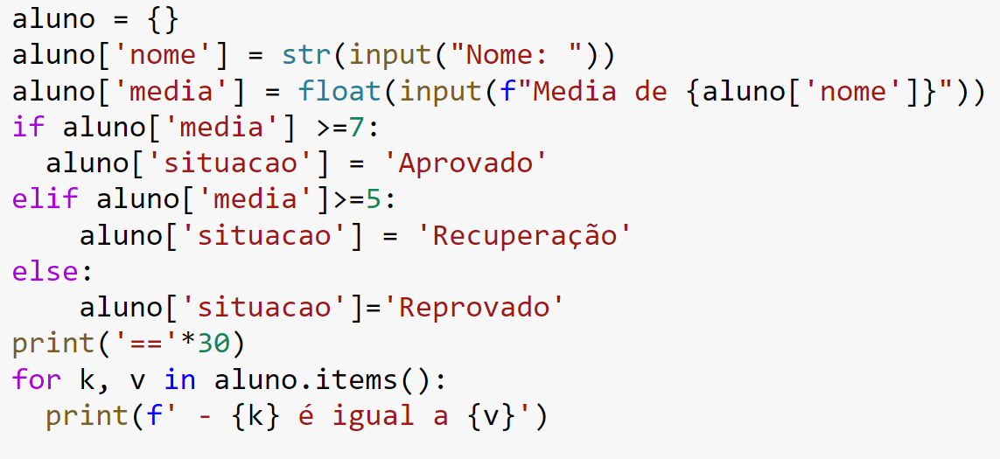 aluno = {}
aluno['nome'] = str(input("Nome: "))
aluno['media'] = float(input(f"Media de {aluno['nome']}"))
if aluno['media'] >=7:
  aluno['situacao'] = 'Aprovado'
elif aluno['media']>=5:
    aluno['situacao'] = 'Recuperação'
else:
    aluno['situacao']='Reprovado'
print('=='*30)
for k, v in aluno.items():
  print(f' - {k} é igual a {v}')